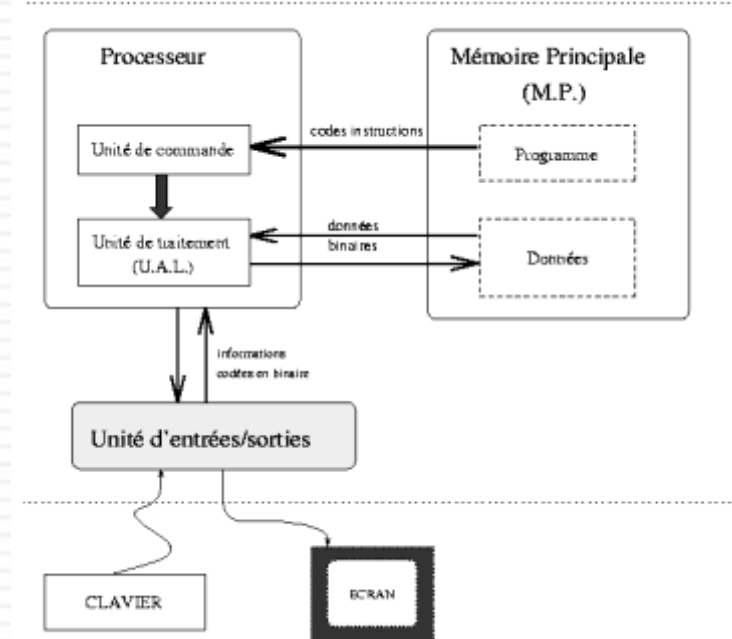 Processeur
Mémoire Principale
(M.P.)
codes instructions
Unité de commande
Programme
données
binaires
Unité de traitement
(U.A.L.)
Données
informations
codées en binaire
Unité d'entrées/sorties
CLAVIER
ECRAN